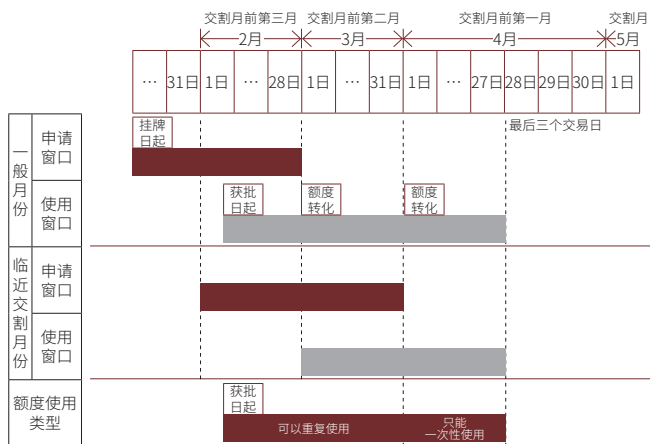 交割月前第三月 交割月前第二月 交割月前第一月 交割月
2月 3月 4月 5月
… 31日 1日 … 28日 1日 … 31日 1日 … 27日 28日 29日 30日 1日
最后三个交易日
一般月份
申请
窗口
挂牌
日起
使用
窗口
获批
日起
额度
转化
额度
转化
临近交割月份
申请
窗口
使用
窗口
额度使用
类型
获批
日起
可以重复使用
只能
一次性使用